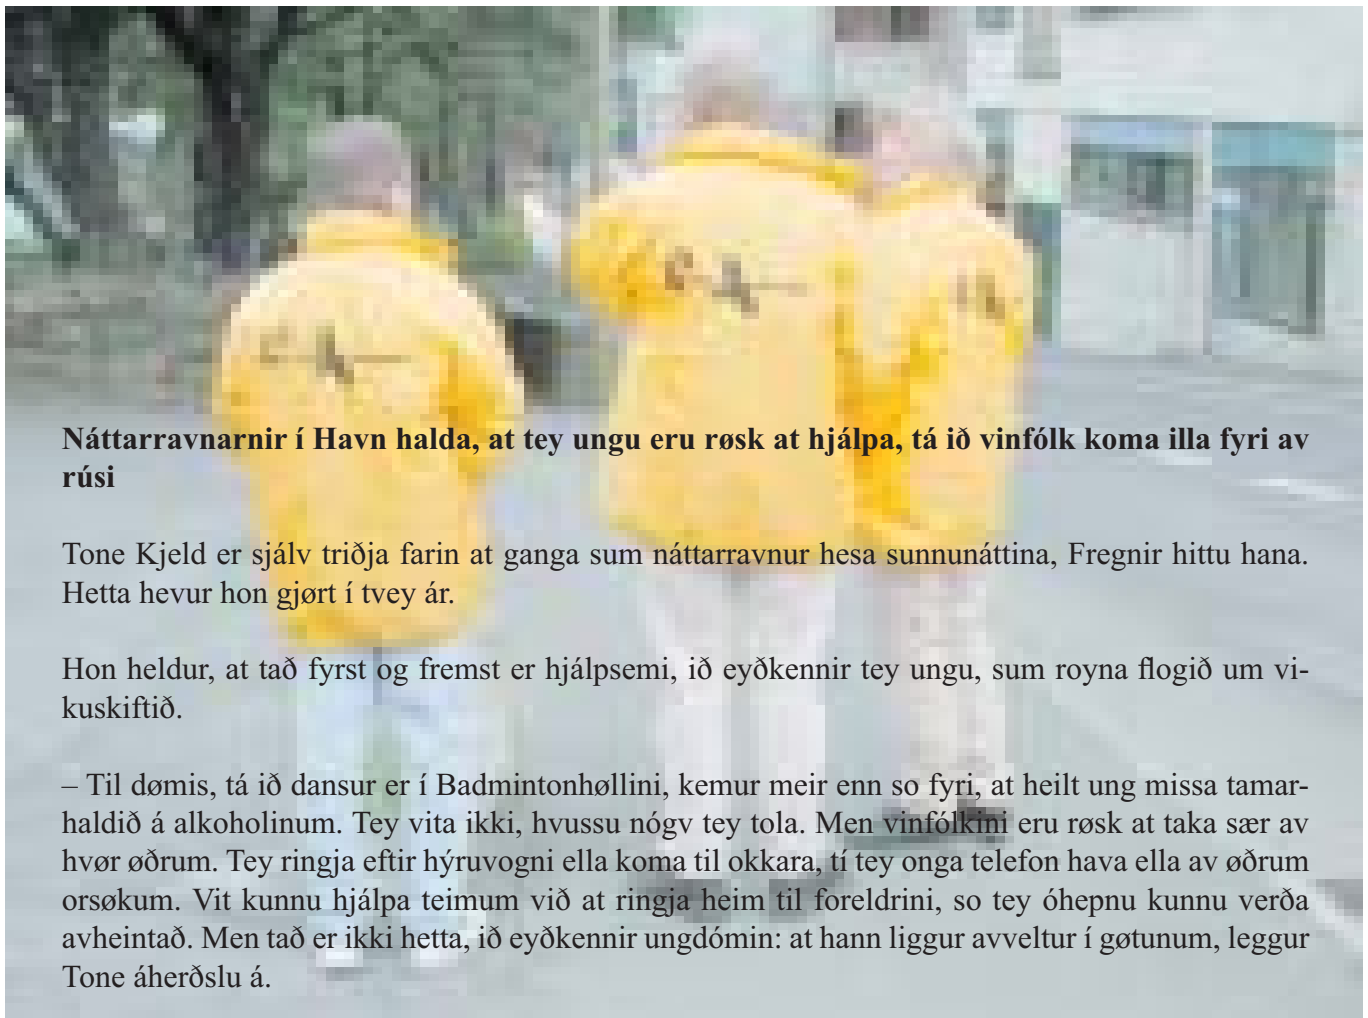 Náttarravnarnir í Havn halda, at tey ungu eru røsk at hjálpa, tá ið vinfólk koma illa fyri av
rúsi
Tone Kjeld er sjálv triðja farin at ganga sum náttarravnur hesa sunnunáttina, Fregnir hittu hana.
Hetta hevur hon gjørt í tvey ár.
Hon heldur, at tað fyrst og fremst er hjálpsemi, ið eyðkennir tey ungu, sum royna flogið um vi-
kuskiftið.
– Til dømis, tá ið dansur er í Badmintonhøllini, kemur meir enn so fyri, at heilt ung missa tamar-
haldið á alkoholinum. Tey vita ikki, hvussu nógv tey tola. Men vinfólkini eru røsk at taka sær av
hvør øðrum. Tey ringja eftir hýruvogni ella koma til okkara, tí tey onga telefon hava ella av øðrum
orsøkum. Vit kunnu hjálpa teimum við at ringja heim til foreldrini, so tey óhepnu kunnu verða
avheintað. Men tað er ikki hetta, ið eyðkennir ungdómin: at hann liggur avveltur í gøtunum, leggur
Tone áherðslu á.